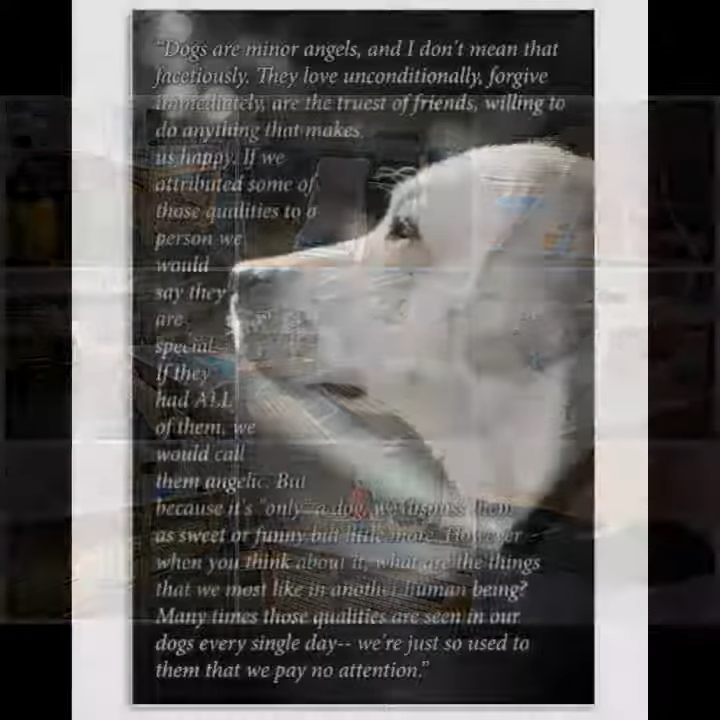 "Dogs are minor angels, and I don't mean that
facetiously. They love unconditionally, forgive
immediately, are the truest of friends, willing to
do anything that makes
us happy. If we
attributed some of
those qualities to a
person we
would
say they
are
special.
If they
had ALL
of them, we
would call
them angelic. But
because it's "only" a dog, we dismiss them
as sweet or funny but little more. However
when you think about it, what are the things
that we most like in another human being?
Many times those qualities are seen in our
dogs every single day-- we're just so used to
them that we pay no attention."